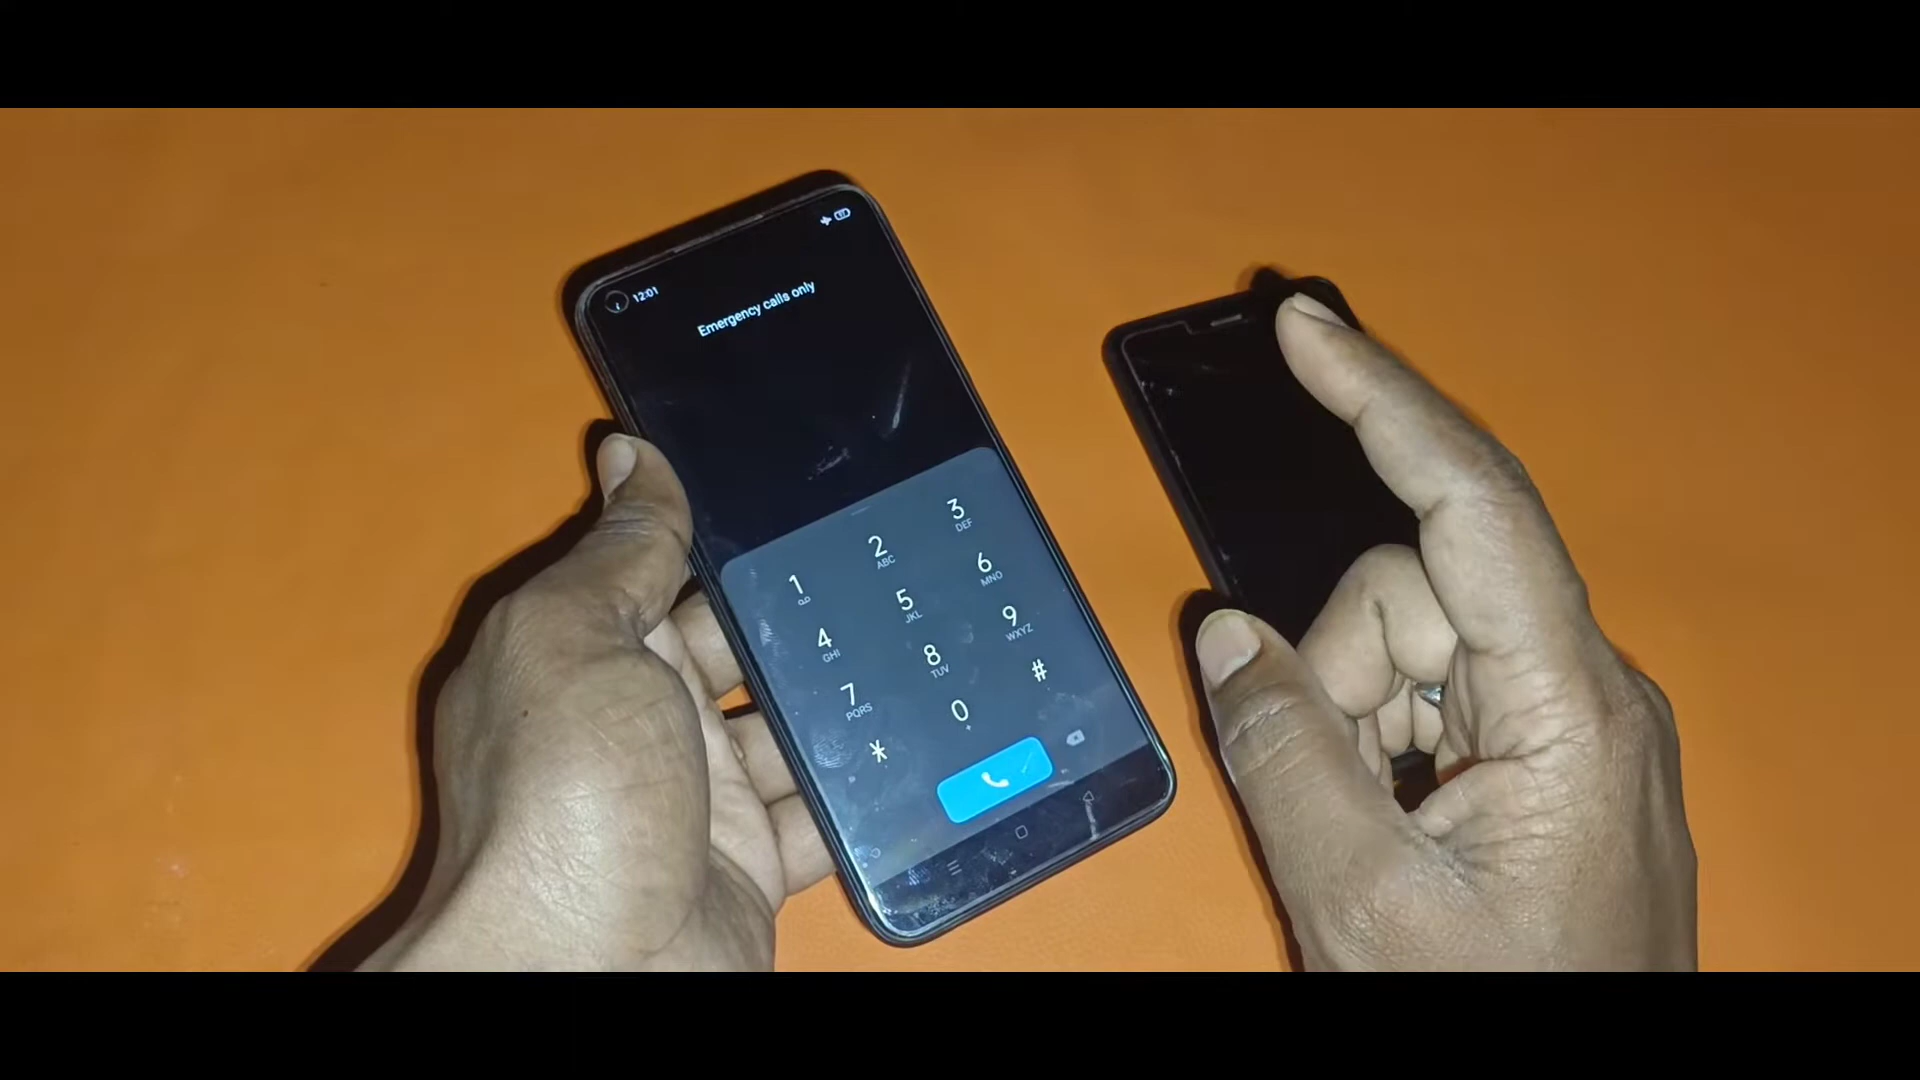 12:01
Emergency calls only
1
2 ABC
3 DEF
4 GHI
5 JKL
6 MNO
7 PQRS
8 TUV
9 WXYZ
*
0 +
#